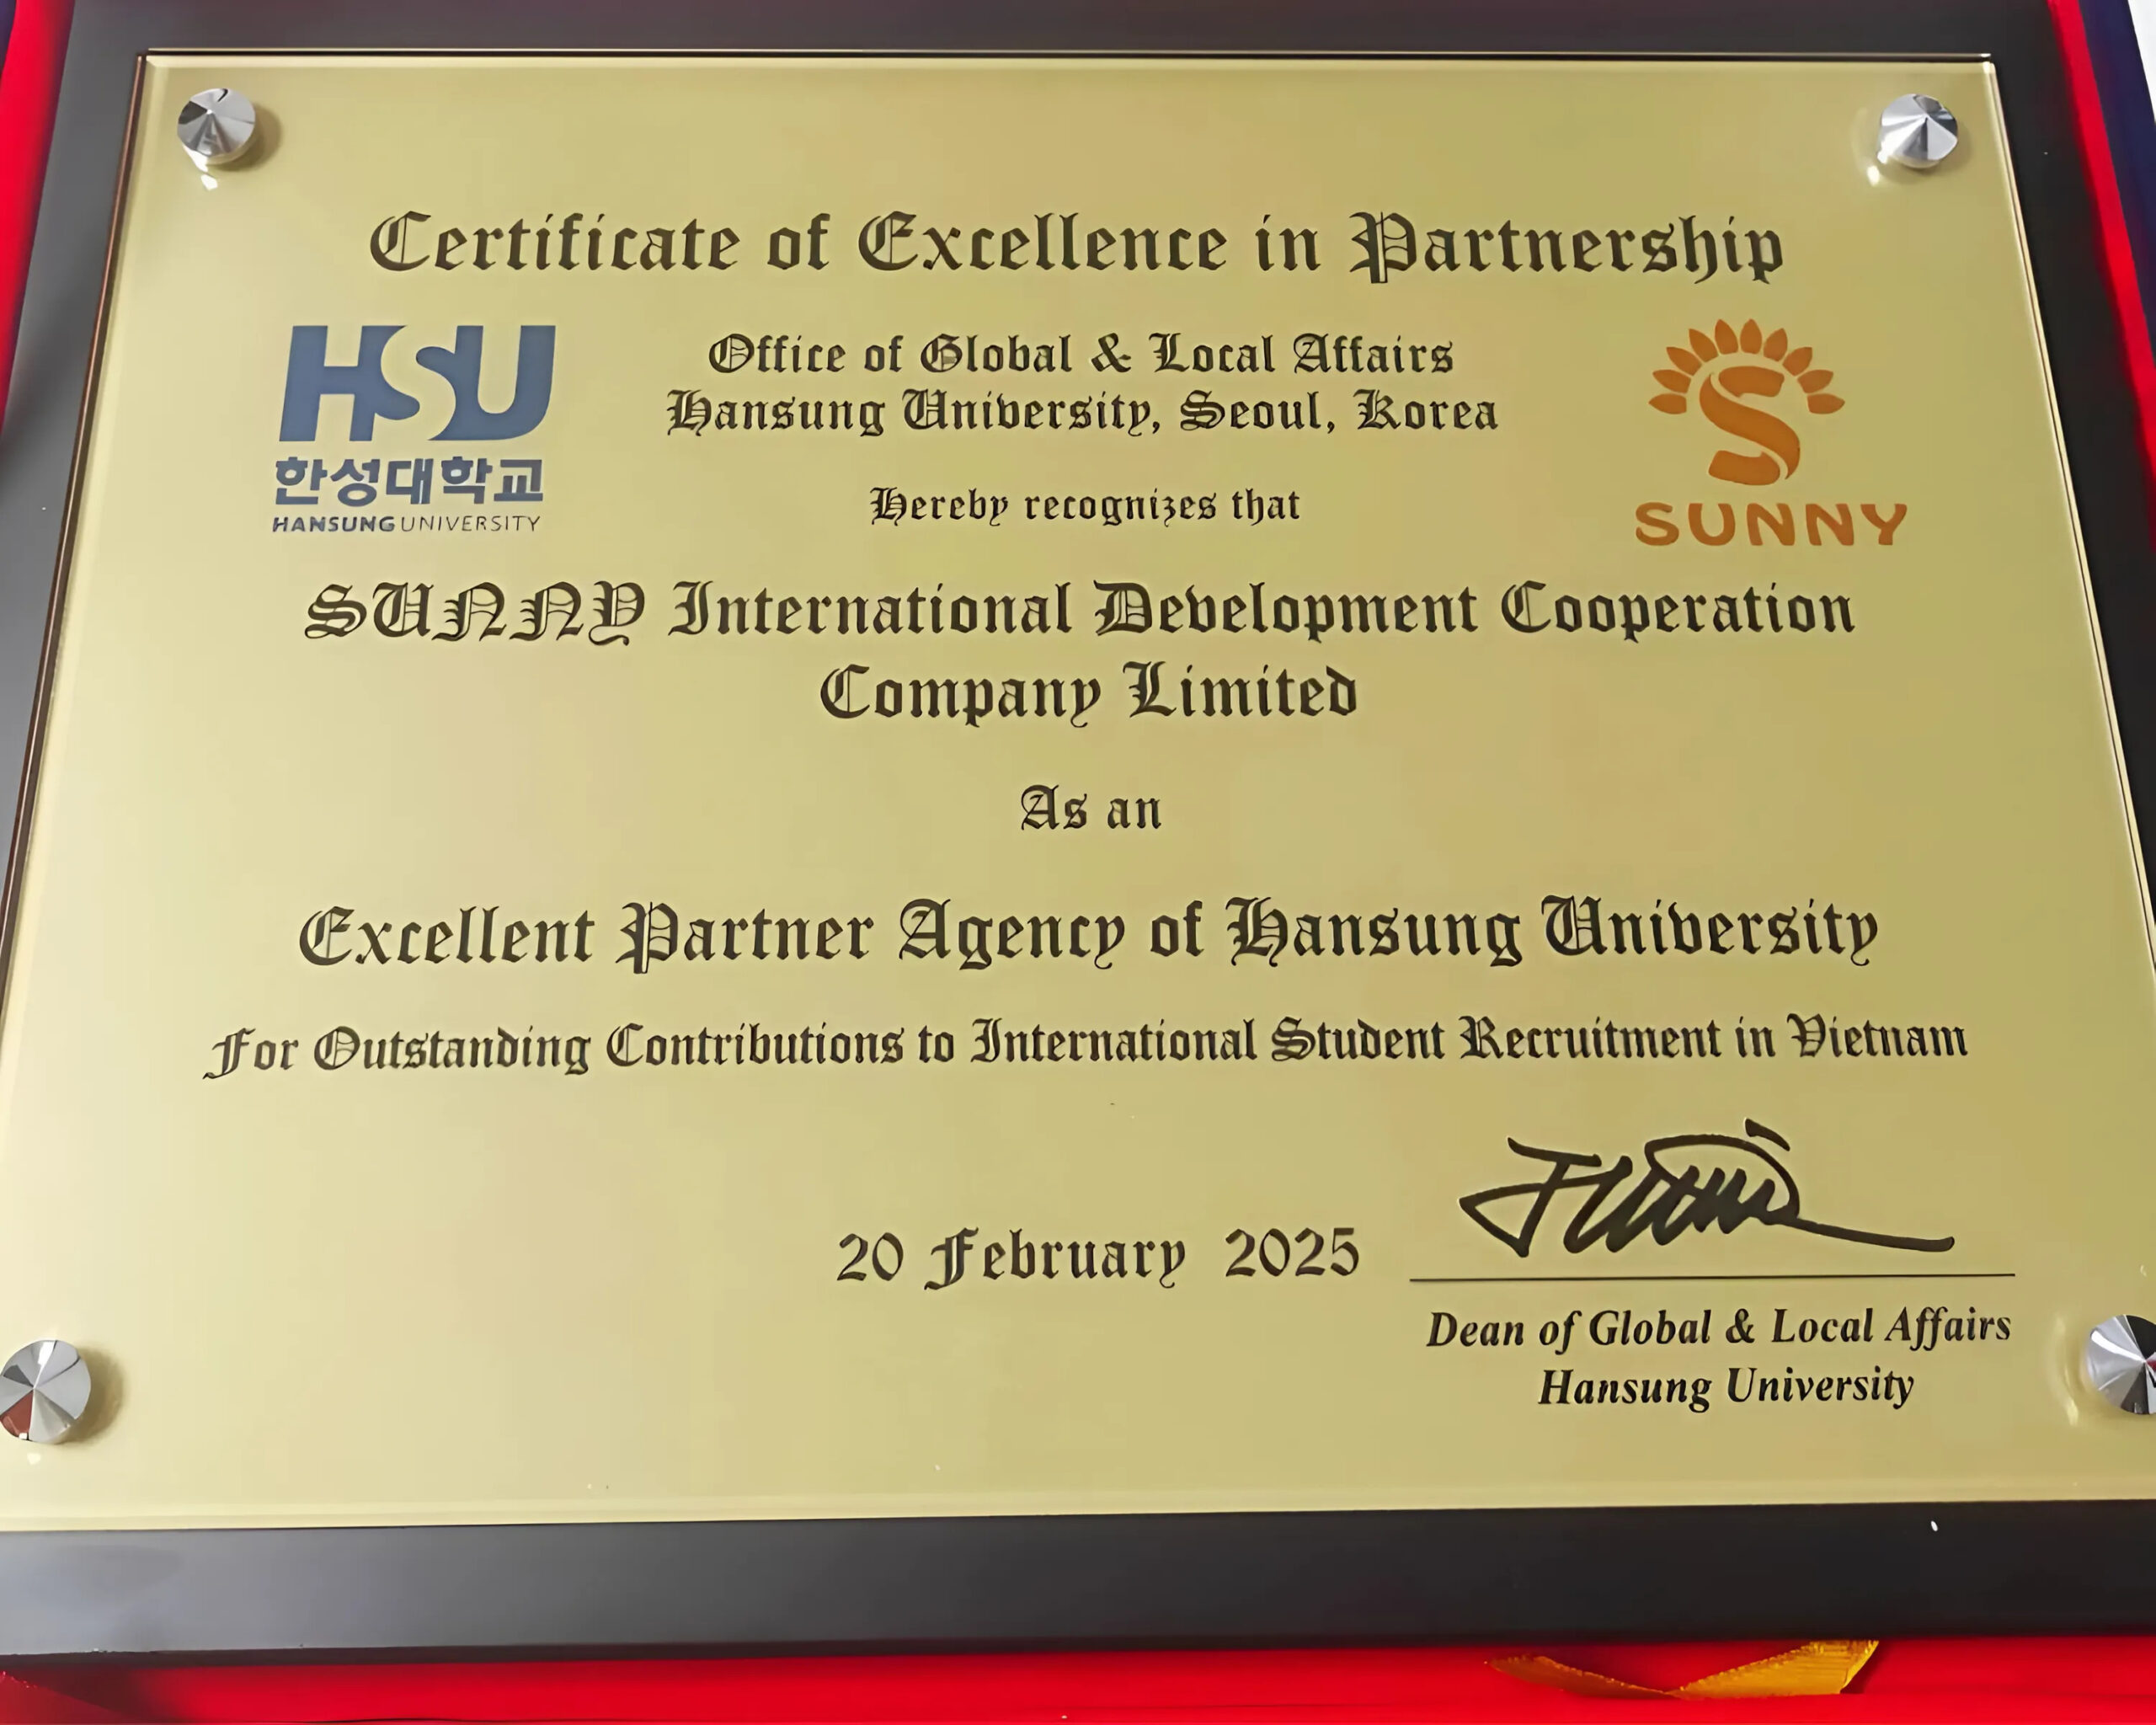 Certificate of Excellence in Partnership
HSU
한성대학교
HANSUNG UNIVERSITY
Office of Global & Local Affairs
Hansung University, Seoul, Korea
Hereby recognizes that
S
SUNNY
SUNNY International Development Cooperation
Company Limited
As an
Excellent Partner Agency of Hansung University
For Outstanding Contributions to International Student Recruitment in Vietnam
20 February 2025
Dean of Global & Local Affairs
Hansung University